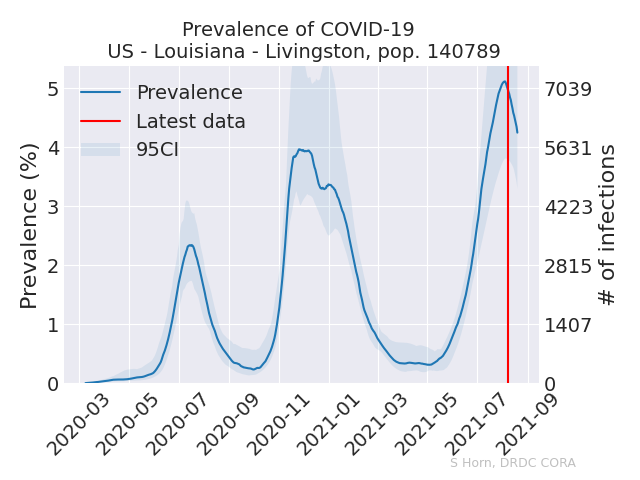 Prevalence of COVID-19
US - Louisiana - Livingston, pop. 140789
Prevalence
Latest data
95CI
Prevalence (%)
5
4
3
2
1
0
7039
5631
4223
2815
1407
0
# of infections
2020-03
2020-05
2020-07
2020-09
2020-11
2021-01
2021-03
2021-05
2021-07
2021-09
S Horn, DRDC CORA